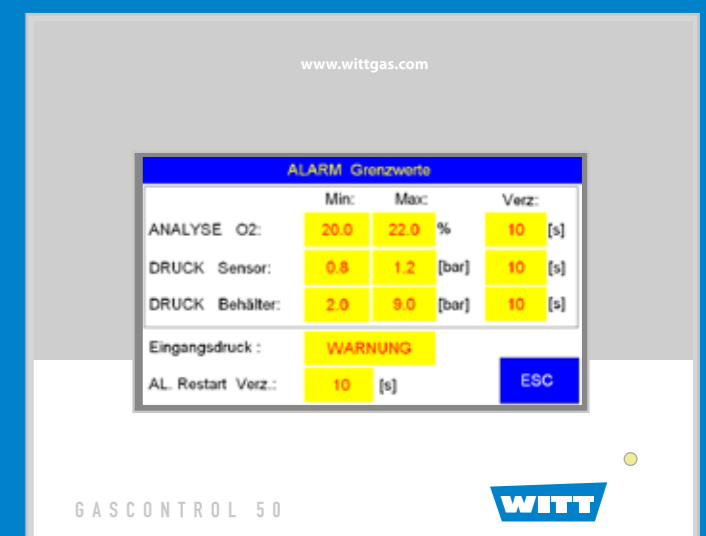 www.wittgas.com
ALARM Grenzwerte
Min: Max: Verz:
ANALYSE O2: 20.0 22.0 % 10 [s]
DRUCK Sensor: 0.8 1.2 [bar] 10 [s]
DRUCK Behälter: 2.0 9.0 [bar] 10 [s]
Eingangsdruck : WARNUNG
AL. Restart Verz.: 10 [s] ESC
GASCONTROL 50
WITT